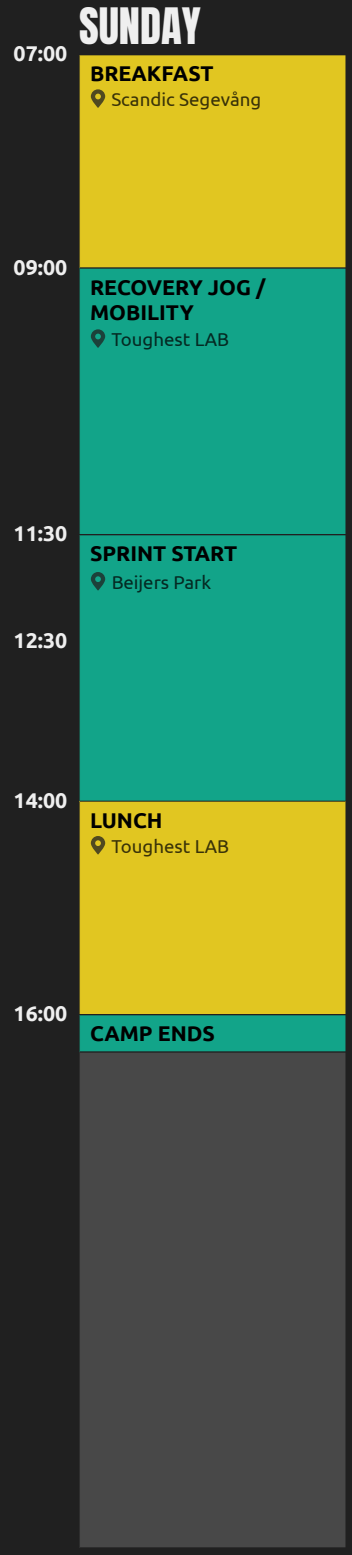 SUNDAY
07:00
BREAKFAST
Scandic Segevång
09:00
RECOVERY JOG /
MOBILITY
Toughest LAB
11:30
SPRINT START
Beijers Park
12:30
14:00
LUNCH
Toughest LAB
16:00
CAMP ENDS